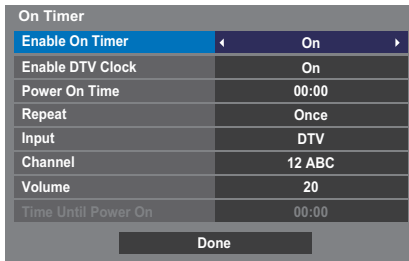 On Timer
Enable On Timer On
Enable DTV Clock On
Power On Time 00:00
Repeat Once
Input DTV
Channel 12 ABC
Volume 20
Time Until Power On 00:00
Done